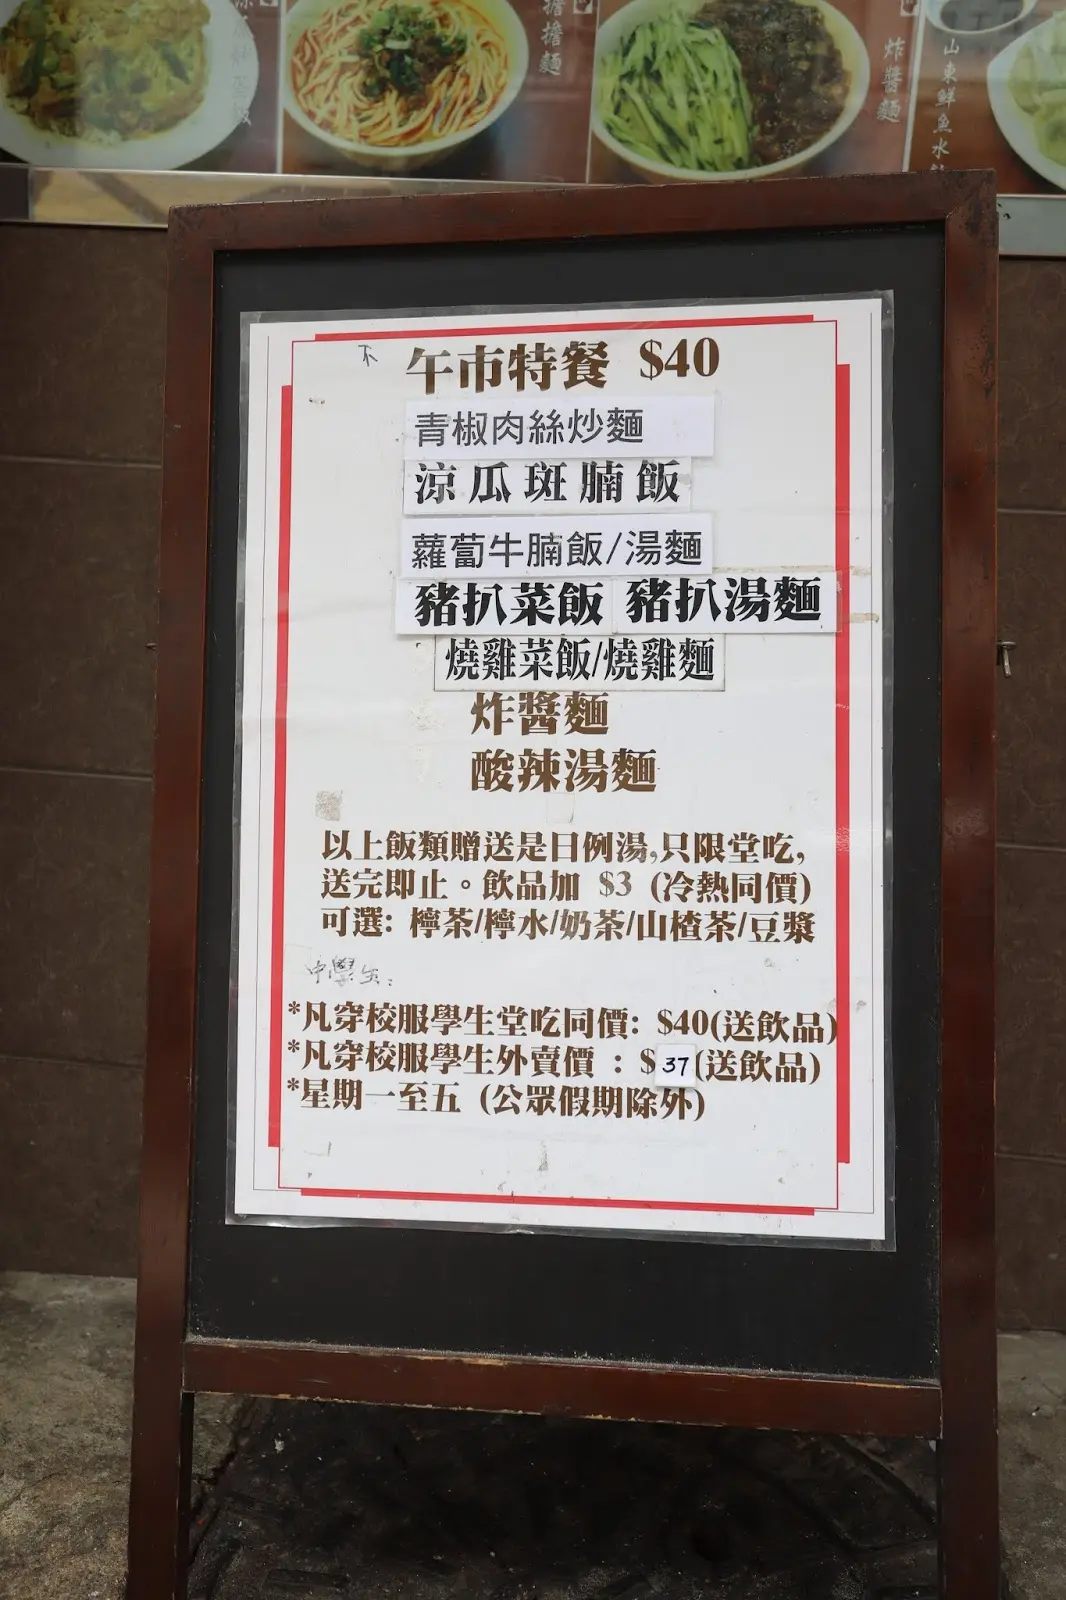 擔擔麵
炸醬麵
山東鮮魚水
不
午市特餐 $40
青椒肉絲炒麵
涼瓜斑腩飯
蘿蔔牛腩飯/湯麵
豬扒菜飯 豬扒湯麵
燒雞菜飯/燒雞麵
炸醬麵
酸辣湯麵
以上飯類贈送是日例湯,只限堂吃,
送完即止。飲品加 $3 (冷熱同價)
可選: 檸茶/檸水/奶茶/山楂茶/豆漿
中學生:
*凡穿校服學生堂吃同價: $40(送飲品)
*凡穿校服學生外賣價 : $37(送飲品)
*星期一至五 (公眾假期除外)